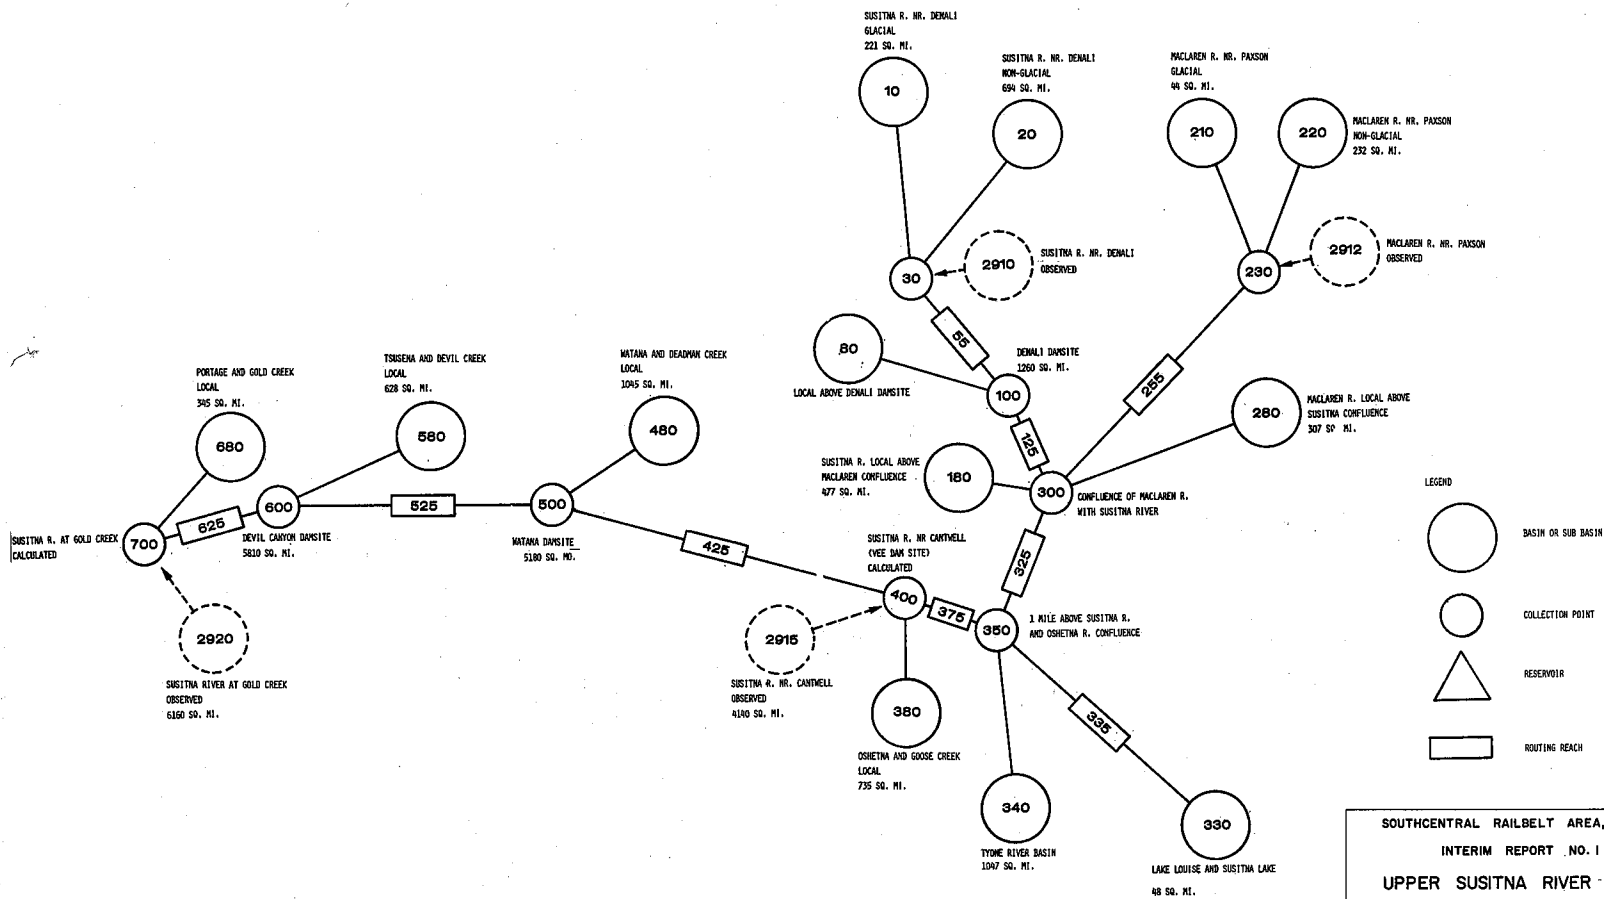 SUSITNA R. NR. DENALI
GLACIAL
221 SQ. MI.
10
SUSITNA R. NR. DENALI
NON-GLACIAL
694 SQ. MI.
20
MACLAREN R. NR. PAXSON
GLACIAL
44 SQ. MI.
210
220
MACLAREN R. NR. PAXSON
NON-GLACIAL
232 SQ. MI.
30
2910
SUSITNA R. NR. DENALI
OBSERVED
230
2912
MACLAREN R. NR. PAXSON
OBSERVED
55
80
LOCAL ABOVE DENALI DAMSITE
DENALI DAMSITE
1260 SQ. MI.
100
255
125
280
MACLAREN R. LOCAL ABOVE
SUSITNA CONFLUENCE
307 SQ MI.
PORTAGE AND GOLD CREEK
LOCAL
345 SQ. MI.
680
TSUSENA AND DEVIL CREEK
LOCAL
628 SQ. MI.
580
WATANA AND DEADMAN CREEK
LOCAL
1045 SQ. MI.
480
SUSITNA R. LOCAL ABOVE
MACLAREN CONFLUENCE
477 SQ. MI.
180
300
CONFLUENCE OF MACLAREN R.
WITH SUSITNA RIVER
SUSITNA R. AT GOLD CREEK
CALCULATED
700
625
600
DEVIL CANYON DAMSITE
5810 SQ. MI.
525
500
WATANA DAMSITE
5180 SQ. MO.
425
SUSITNA R. NR CANTWELL
(VEE DAM SITE)
CALCULATED
400
375
325
350
1 MILE ABOVE SUSITNA R.
AND OSHETNA R. CONFLUENCE
2920
SUSITNA RIVER AT GOLD CREEK
OBSERVED
6160 SQ. MI.
2915
SUSITNA R. NR. CANTWELL
OBSERVED
4140 SQ. MI.
380
OSHETNA AND GOOSE CREEK
LOCAL
735 SQ. MI.
335
340
TYONE RIVER BASIN
1047 SQ. MI.
330
LAKE LOUISE AND SUSITNA LAKE
48 SQ. MI.
LEGEND
BASIN OR SUB BASIN
COLLECTION POINT
RESERVOIR
ROUTING REACH
SOUTHCENTRAL RAILBELT AREA,
INTERIM REPORT NO. 1
UPPER SUSITNA RIVER